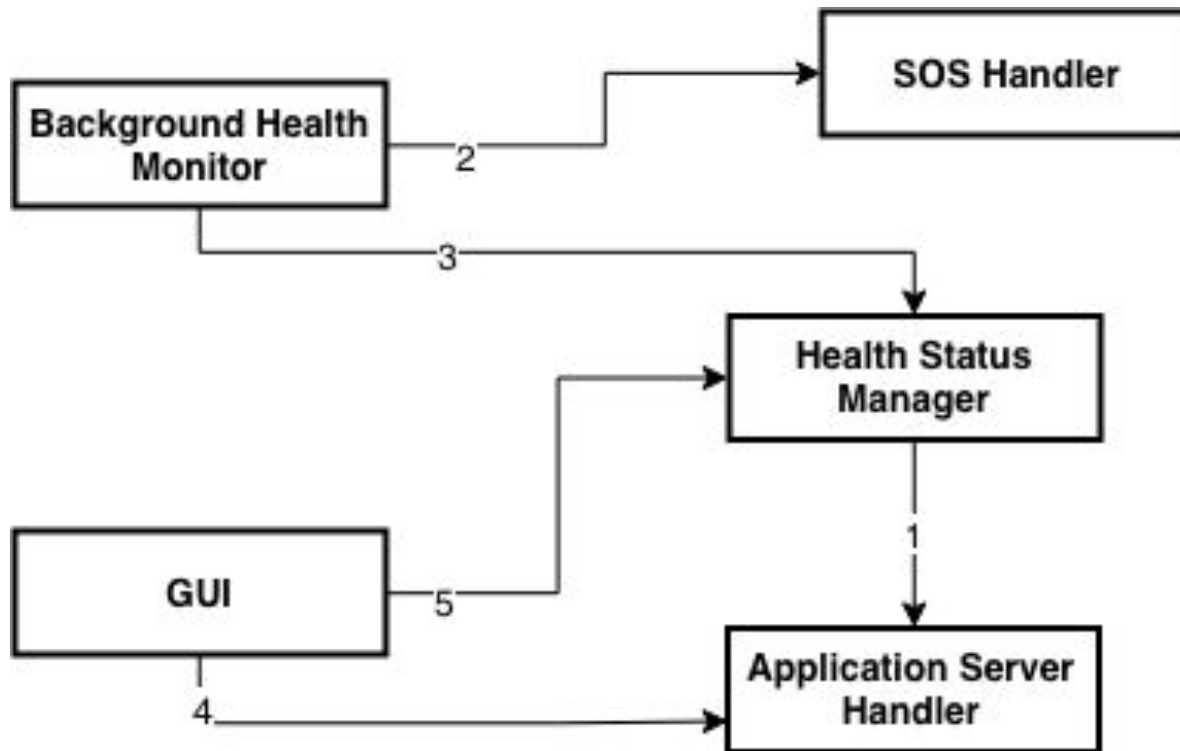 SOS Handler
Background Health
Monitor
2
3
Health Status
Manager
1
GUI
5
Application Server
Handler
4